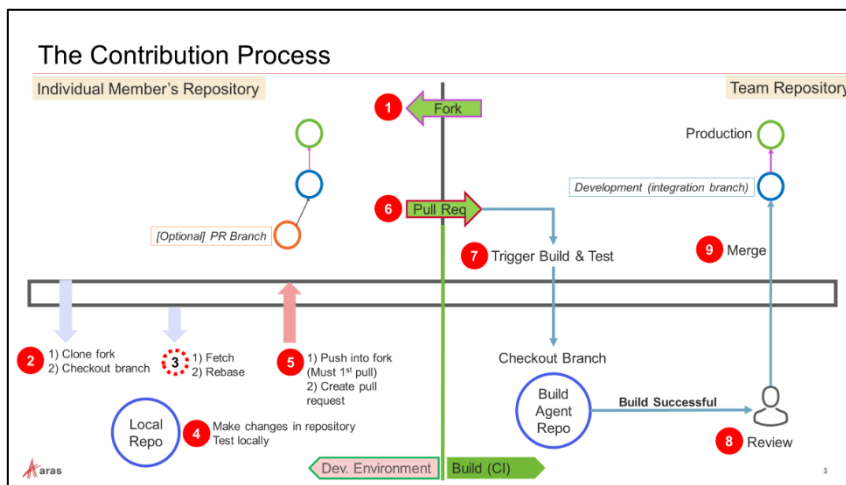 The Contribution Process
Individual Member's Repository
Team Repository
1
Fork
Production
Development (integration branch)
6
Pull Req
[Optional] PR Branch
7
Trigger Build & Test
9
Merge
2
1) Clone fork
2) Checkout branch
3
1) Fetch
2) Rebase
5
1) Push into fork
(Must 1st pull)
2) Create pull
request
Checkout Branch
Build
Agent
Repo
Build Successful
Local
Repo
4
Make changes in repository
Test locally
8
Review
Dev. Environment
Build (CI)
aras
3